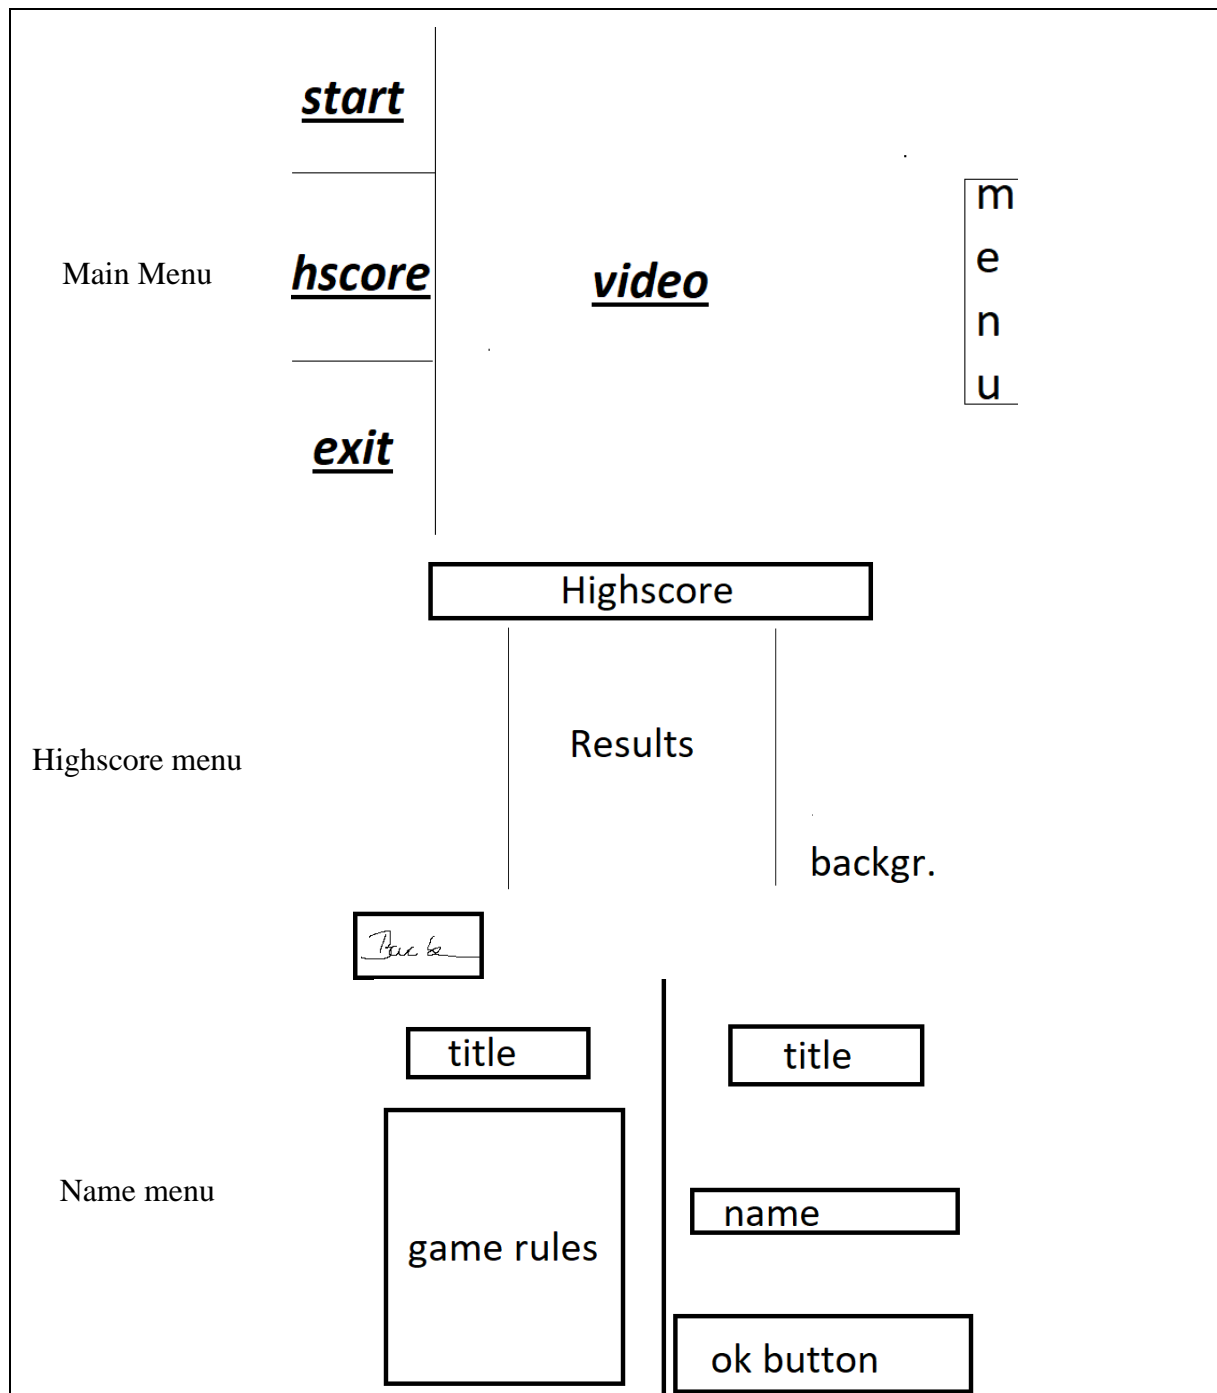 start
Main Menu
hscore
exit
video
m
e
n
u
Highscore
Highscore menu
Results
backgr.
Back
Name menu
title
game rules
title
name
ok button